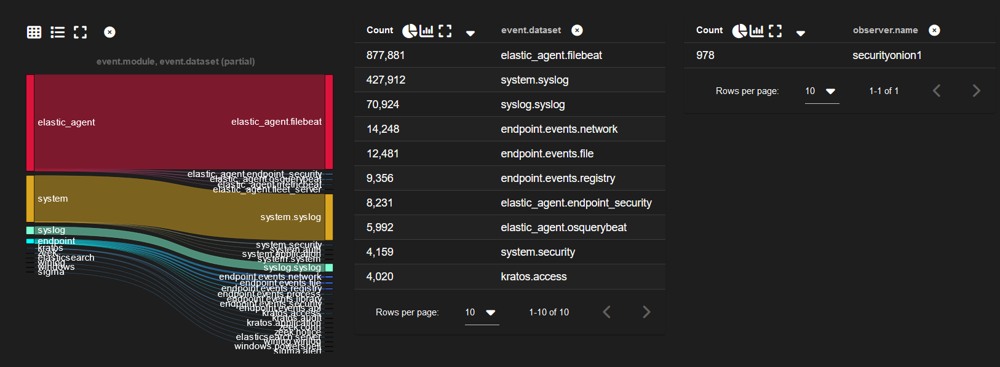 event.module, event.dataset (partial)
elastic_agent
system
syslog
endpoint
kratos
zeek
elasticsearch
winlog
windows
sigma
elastic_agent.filebeat
elastic_agent.endpoint_security
elastic_agent.osquerybeat
elastic_agent.metricbeat
elastic_agent.fleet_server
system.syslog
system.security
system.auth
system.application
system.system
syslog.syslog
endpoint.events.network
endpoint.events.file
endpoint.events.registry
endpoint.events.process
endpoint.events.library
endpoint.events.security
endpoint.events.api
kratos.access
kratos.audit
kratos.application
zeek.conn
zeek.notice
elasticsearch.server
winlog.winlog
windows.powershell
sigma.alert
Count event.dataset
877,881 elastic_agent.filebeat
427,912 system.syslog
70,924 syslog.syslog
14,248 endpoint.events.network
12,481 endpoint.events.file
9,356 endpoint.events.registry
8,231 elastic_agent.endpoint_security
5,992 elastic_agent.osquerybeat
4,159 system.security
4,020 kratos.access
Rows per page: 10 1-10 of 10
Count observer.name
978 securityonion1
Rows per page: 10 1-1 of 1